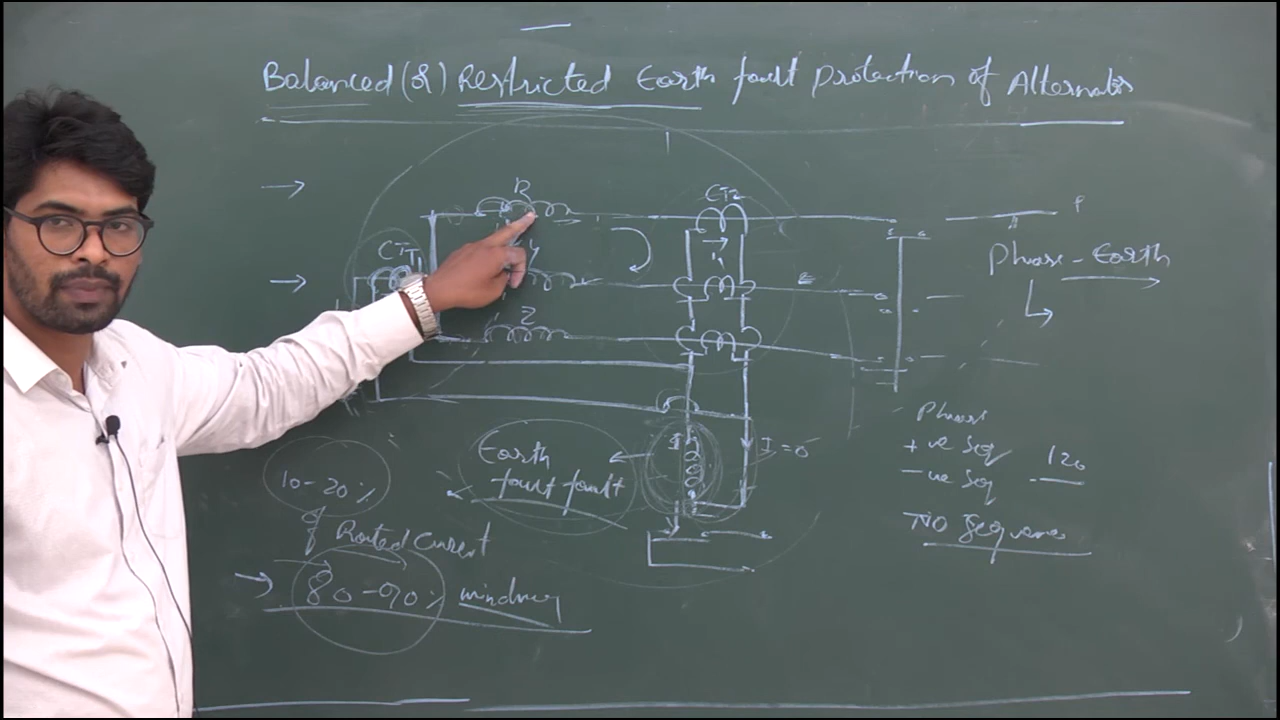 Balanced (or) Restricted Earth fault protection of Alternator
R
CT2
P
CT1
Y
Phase - Earth
Z
Phase
+ve Seq
-ve Seq 120
No Sequence
I = 0
Earth
fault fault
10-20%
of Rated Current
80-90% winding